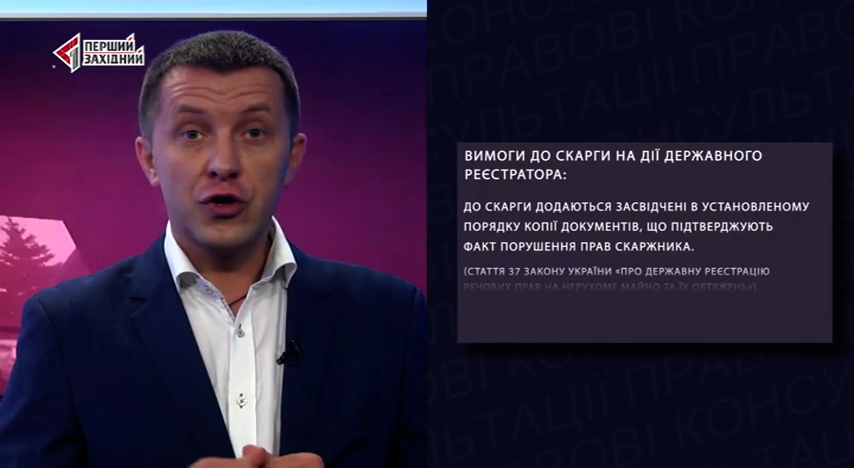 ПЕРШИЙ
ЗАХІДНИЙ
ВИМОГИ ДО СКАРГИ НА ДІЇ ДЕРЖАВНОГО
РЕЄСТРАТОРА:
ДО СКАРГИ ДОДАЮТЬСЯ ЗАСВІДЧЕНІ В УСТАНОВЛЕНОМУ
ПОРЯДКУ КОПІЇ ДОКУМЕНТІВ, ЩО ПІДТВЕРДЖУЮТЬ
ФАКТ ПОРУШЕННЯ ПРАВ СКАРЖНИКА.
(СТАТТЯ 37 ЗАКОНУ УКРАЇНИ «ПРО ДЕРЖАВНУ РЕЄСТРАЦІЮ
РЕЧОВИХ ПРАВ НА НЕРУХОМЕ МАЙНО ТА ЇХ ОБТЯЖЕНЬ»)